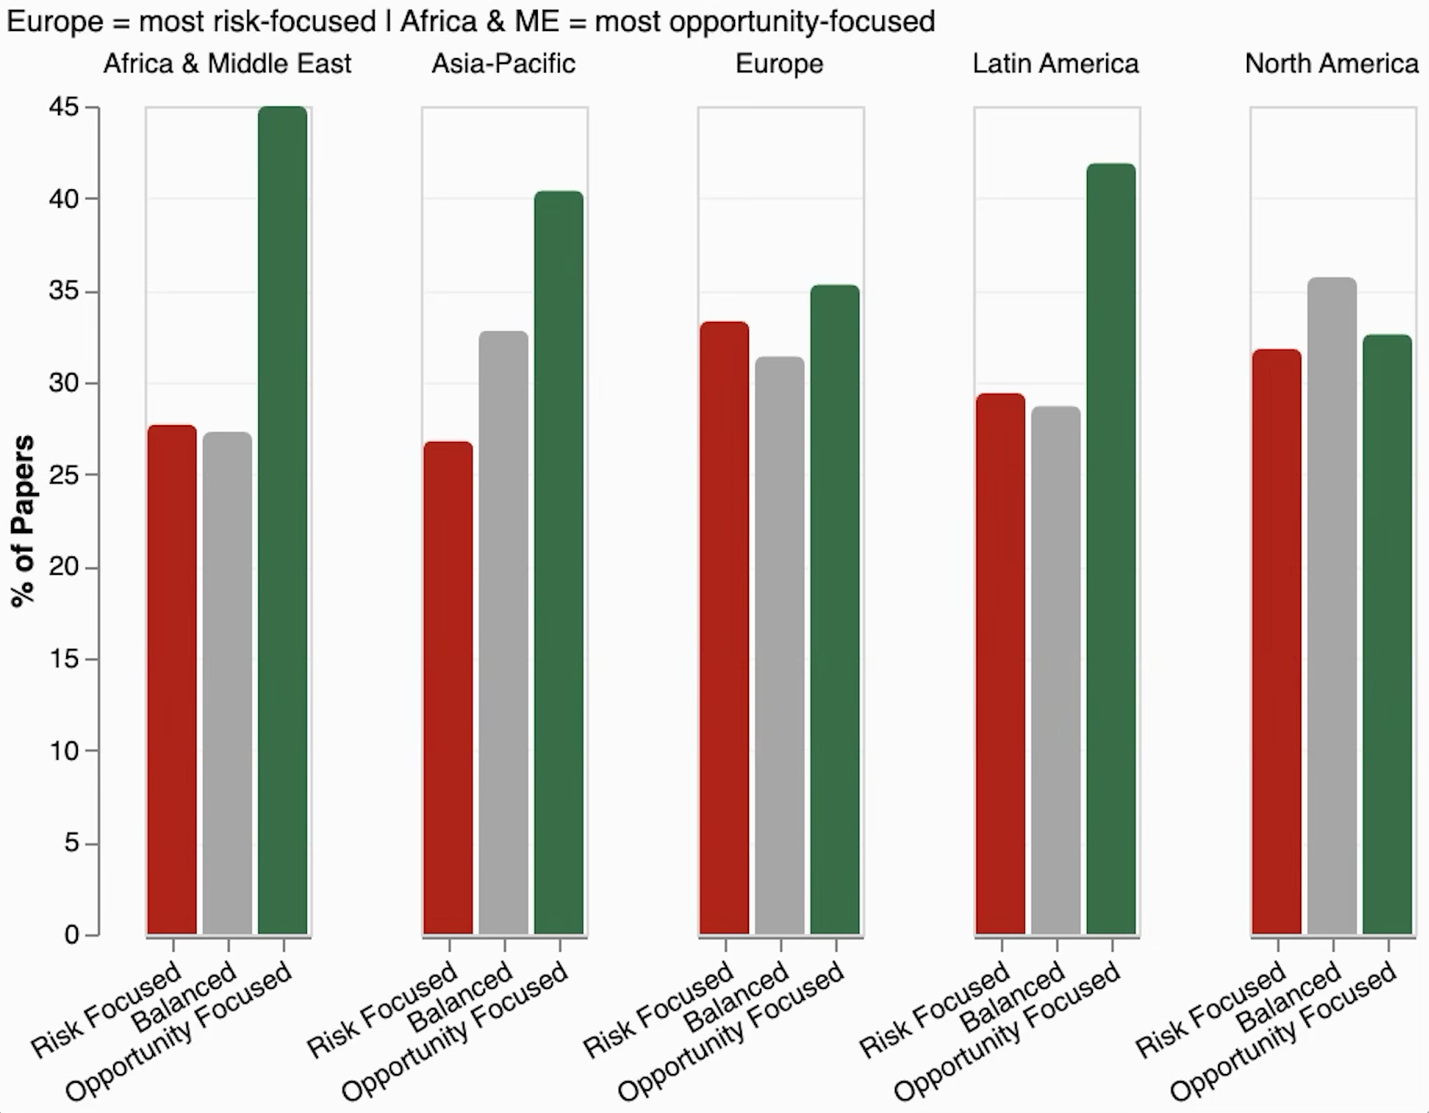 Europe = most risk-focused | Africa & ME = most opportunity-focused
Africa & Middle East
Asia-Pacific
Europe
Latin America
North America
% of Papers
45
40
35
30
25
20
15
10
5
0
Risk Focused
Balanced
Opportunity Focused
Risk Focused
Balanced
Opportunity Focused
Risk Focused
Balanced
Opportunity Focused
Risk Focused
Balanced
Opportunity Focused
Risk Focused
Balanced
Opportunity Focused